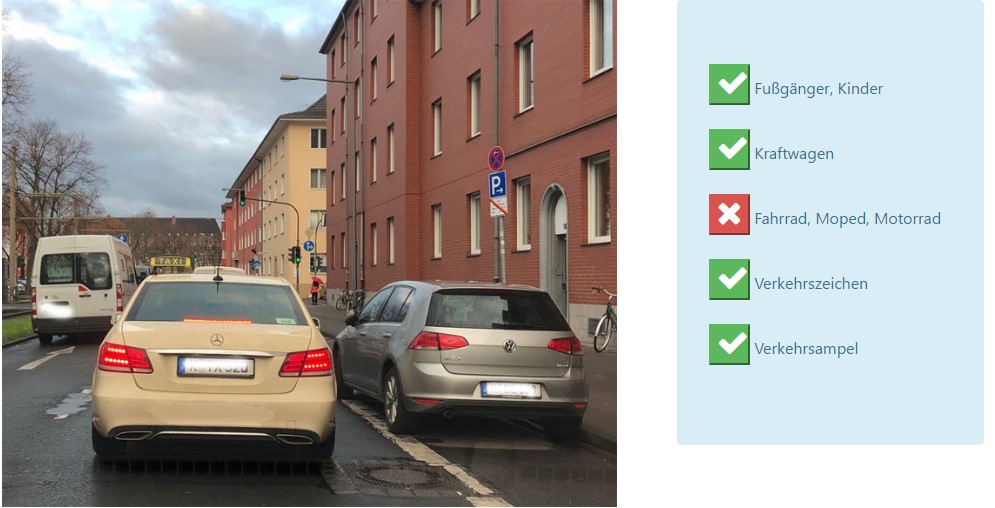 TAXI
P
Fußgänger, Kinder
Kraftwagen
Fahrrad, Moped, Motorrad
Verkehrszeichen
Verkehrsampel